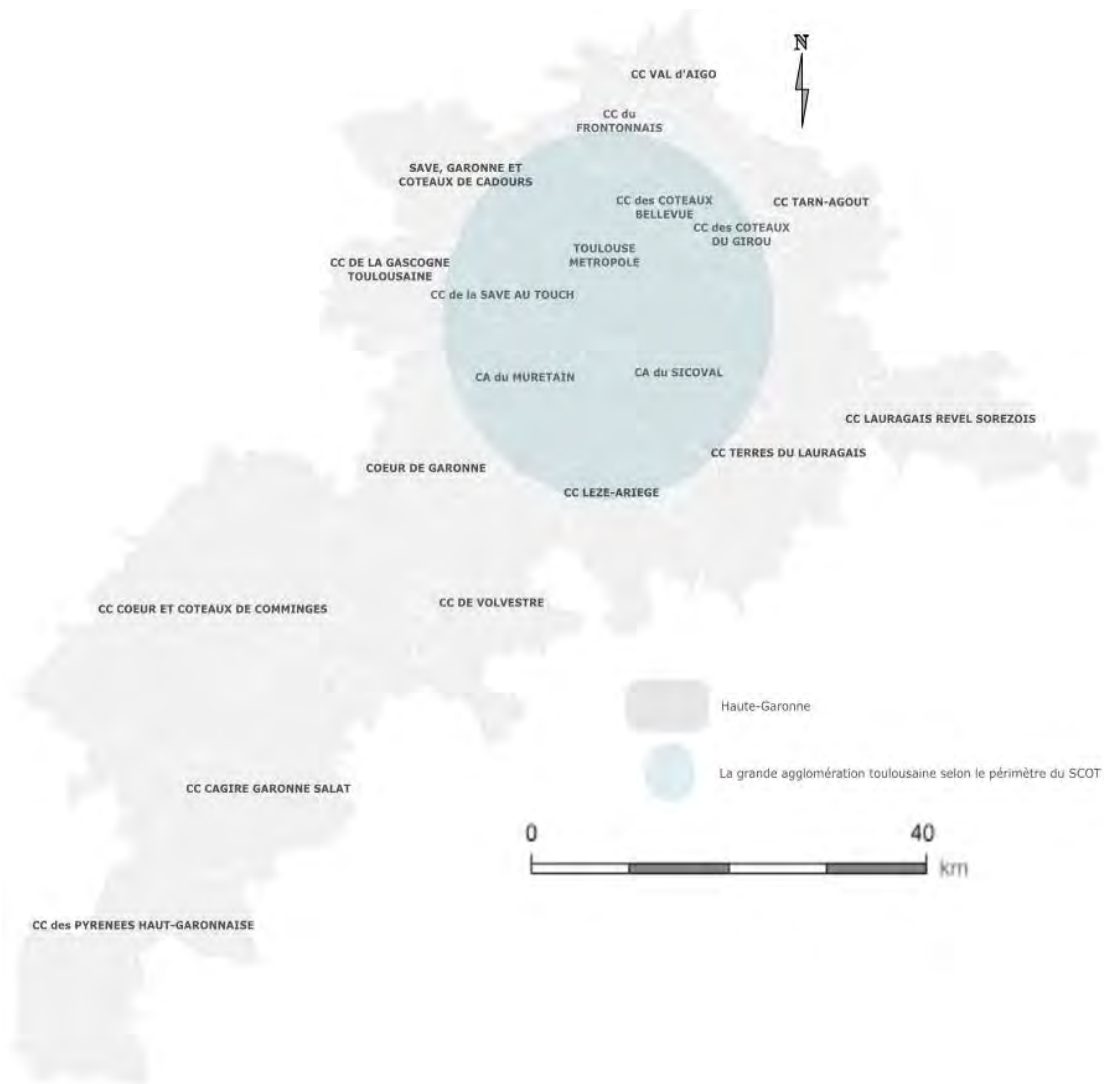 N
CC VAL d'AIGO
CC du
FRONTONNAIS
SAVE, GARONNE ET
COTEAUX DE CADOURS
CC des COTEAUX
BELLEVUE
CC TARN-AGOUT
CC des COTEAUX
DU GIROU
TOULOUSE
METROPOLE
CC DE LA GASCOGNE
TOULOUSAINE
CC de la SAVE AU TOUCH
CA du MURETAIN
CA du SICOVAL
CC LAURAGAIS REVEL SOREZOIS
CC TERRES DU LAURAGAIS
COEUR DE GARONNE
CC LEZE-ARIEGE
CC COEUR ET COTEAUX DE COMMINGES
CC DE VOLVESTRE
Haute-Garonne
La grande agglomération toulousaine selon le périmètre du SCOT
CC CAGIRE GARONNE SALAT
0 40
km
CC des PYRENEES HAUT-GARONNAISE